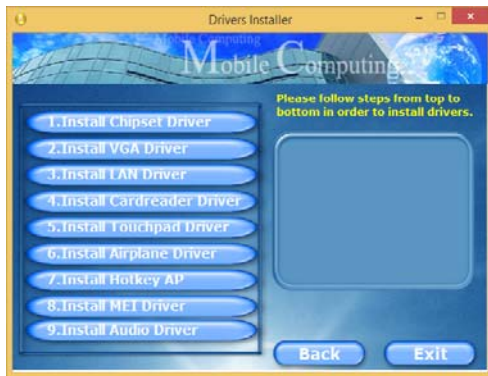 Drivers Installer
Mobile Computing
Mobile Computing
Please follow steps from top to
bottom in order to install drivers.
1.Install Chipset Driver
2.Install VGA Driver
3.Install LAN Driver
4.Install Cardreader Driver
5.Install Touchpad Driver
6.Install Airplane Driver
7.Install Hotkey AP
8.Install MEI Driver
9.Install Audio Driver
Back
Exit